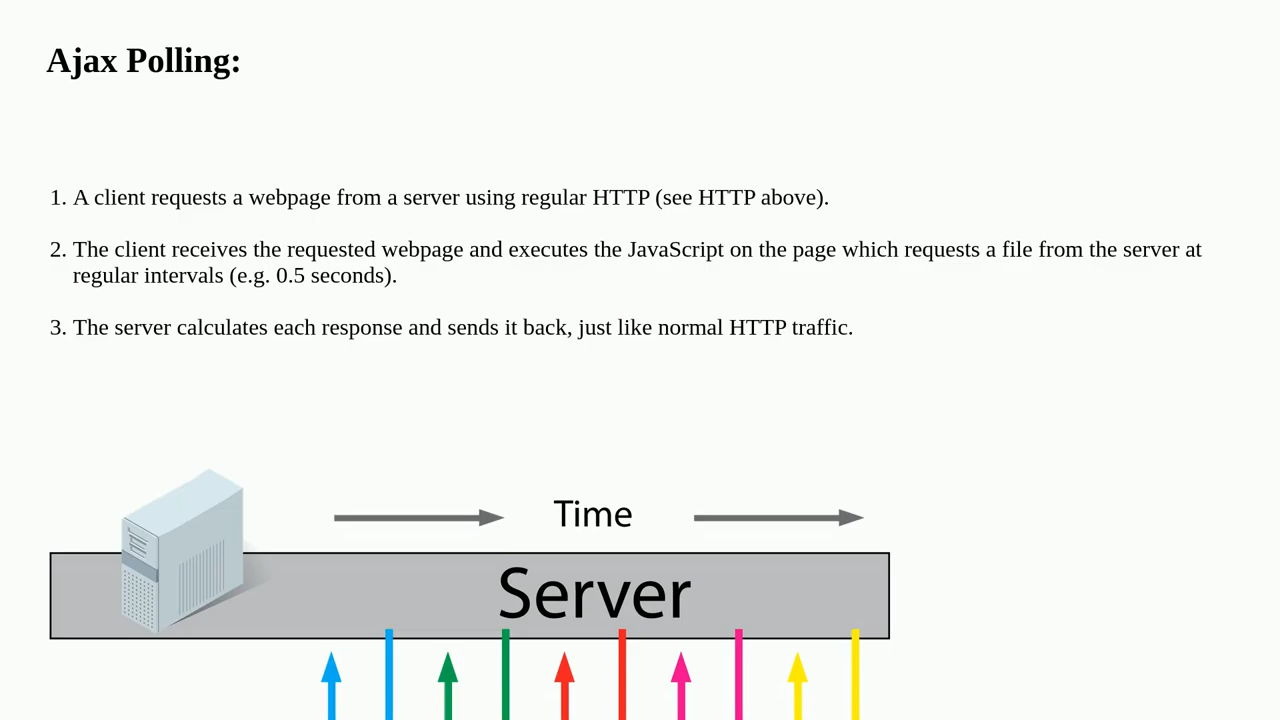 Ajax Polling:
1. A client requests a webpage from a server using regular HTTP (see HTTP above).
2. The client receives the requested webpage and executes the JavaScript on the page which requests a file from the server at
regular intervals (e.g. 0.5 seconds).
3. The server calculates each response and sends it back, just like normal HTTP traffic.
Time
Server